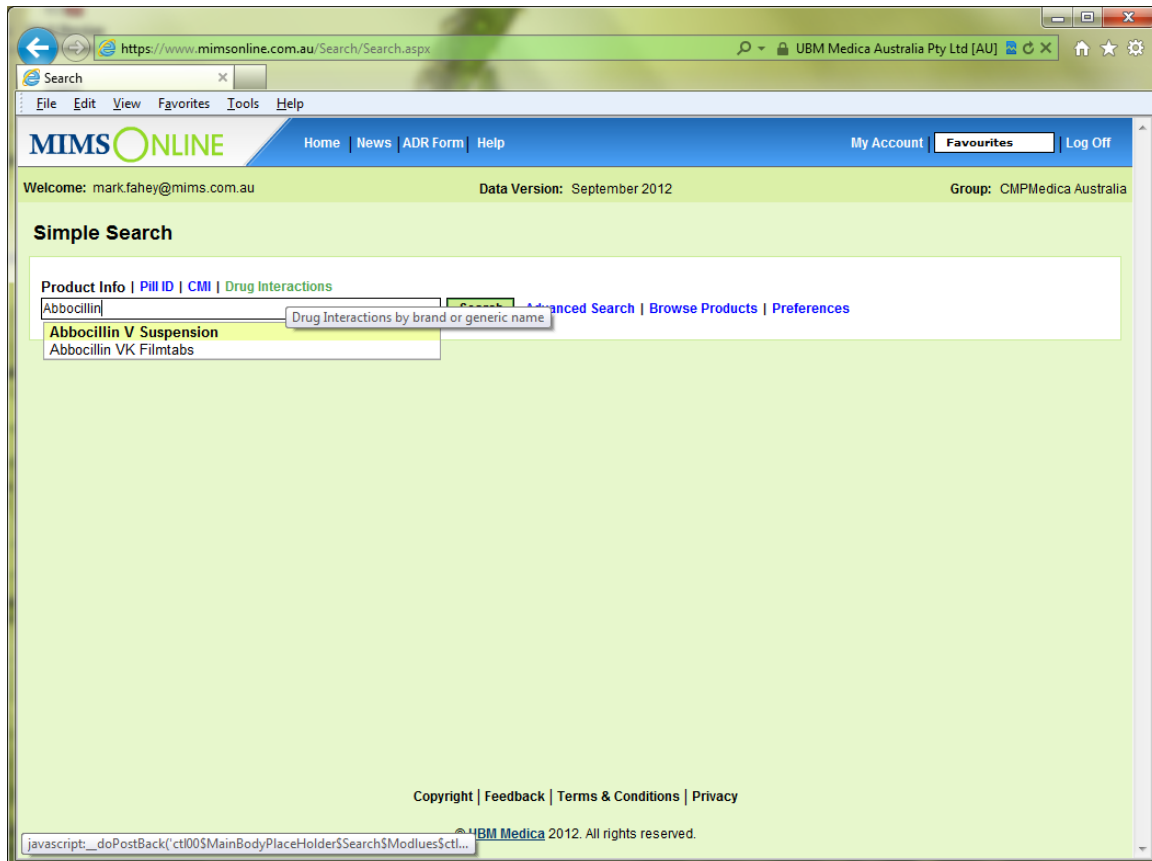 https://www.mimsonline.com.au/Search/Search.aspx UBM Medica Australia Pty Ltd [AU]
Search
File Edit View Favorites Tools Help
MIMS ONLINE Home | News | ADR Form | Help My Account | Favourites | Log Off
Welcome: mark.fahey@mims.com.au Data Version: September 2012 Group: CMPMedica Australia
Simple Search
Product Info | Pill ID | CMI | Drug Interactions
Abbocillin Search Advanced Search | Browse Products | Preferences
Drug Interactions by brand or generic name
Abbocillin V Suspension
Abbocillin VK Filmtabs
Copyright | Feedback | Terms & Conditions | Privacy
© UBM Medica 2012. All rights reserved.
javascript:__doPostBack('ctl00$MainBodyPlaceHolder$Search$Modlues$ctl...